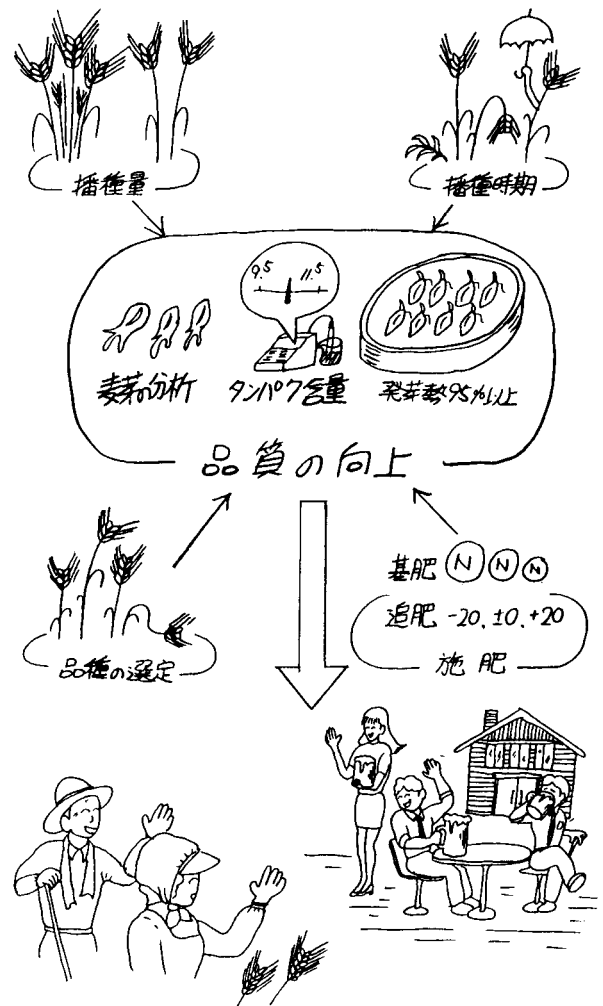 播種量
播種時期
9.5 11.5
麦芽の分析
タンパク含量
発芽勢95%以上
品質の向上
基肥 N N N
追肥 -20, ±0, +20
施肥
品種の選定